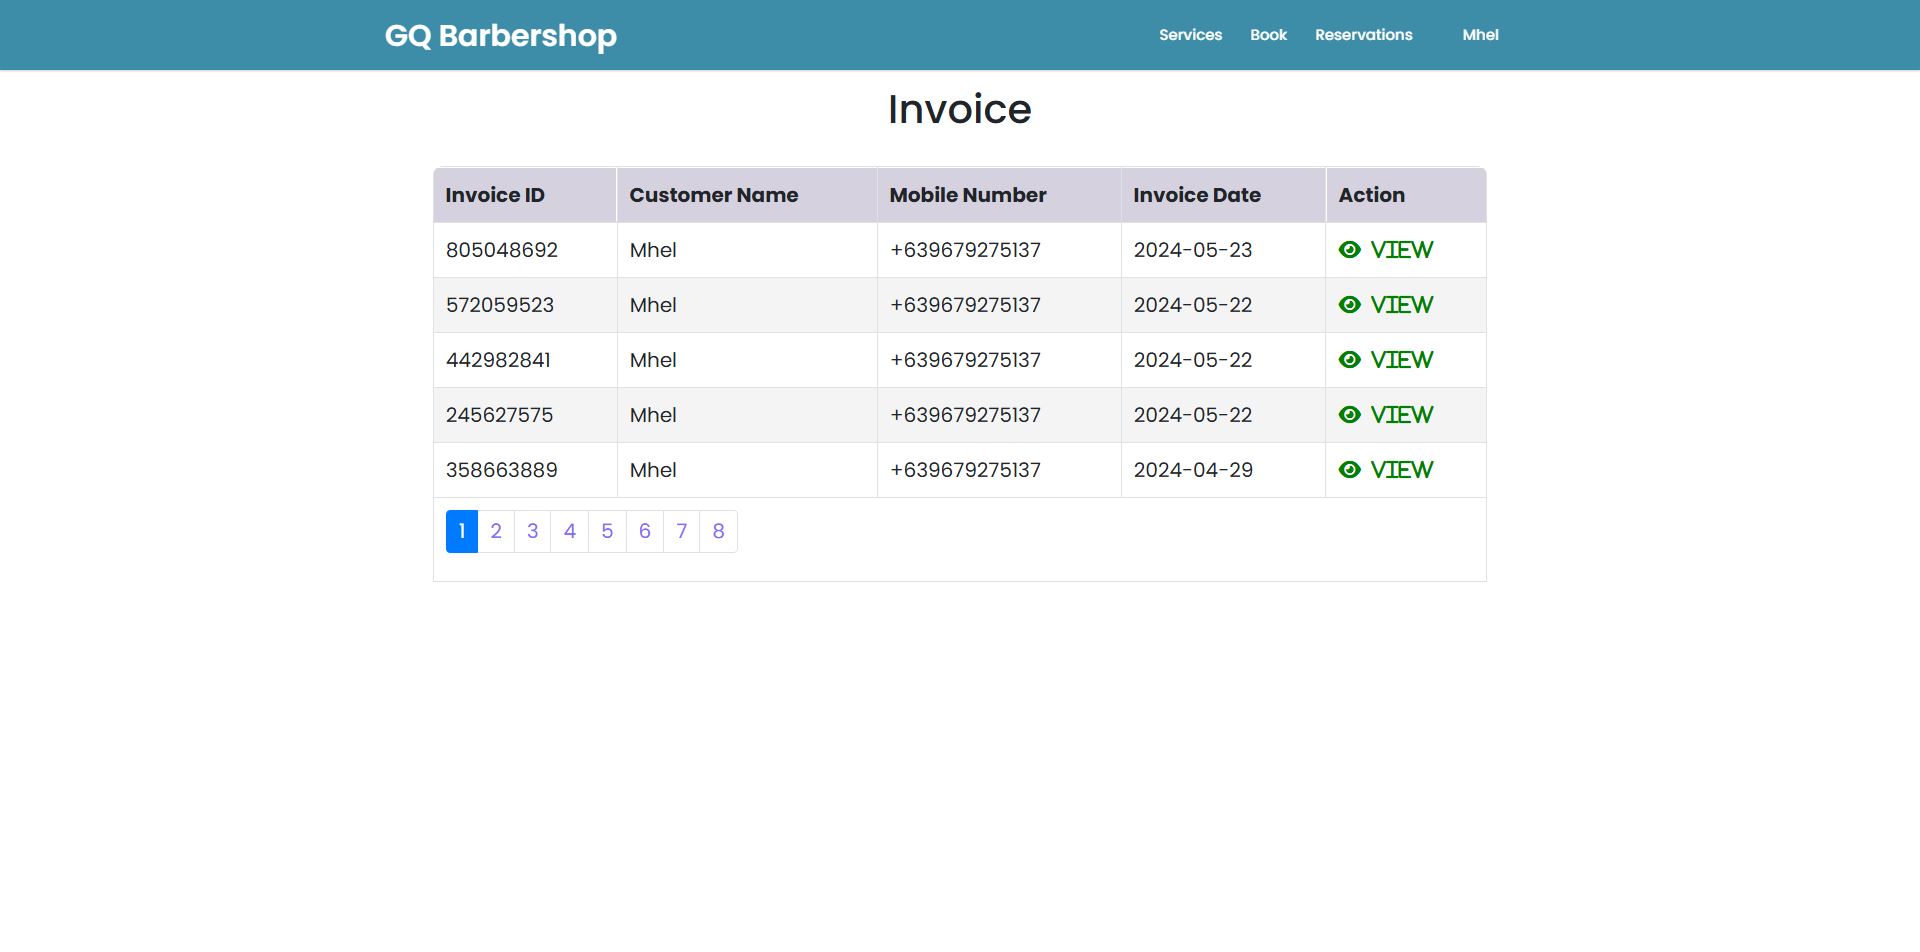 GQ Barbershop Services Book Reservations Mhel
Invoice
Invoice ID Customer Name Mobile Number Invoice Date Action
805048692 Mhel +639679275137 2024-05-23 VIEW
572059523 Mhel +639679275137 2024-05-22 VIEW
442982841 Mhel +639679275137 2024-05-22 VIEW
245627575 Mhel +639679275137 2024-05-22 VIEW
358663889 Mhel +639679275137 2024-04-29 VIEW
1 2 3 4 5 6 7 8